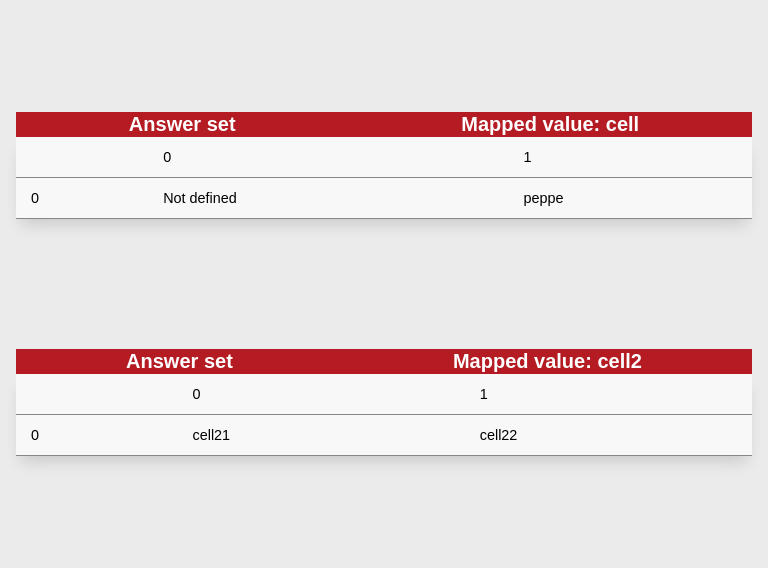 Answer set Mapped value: cell
0 1
0 Not defined peppe
Answer set Mapped value: cell2
0 1
0 cell21 cell22